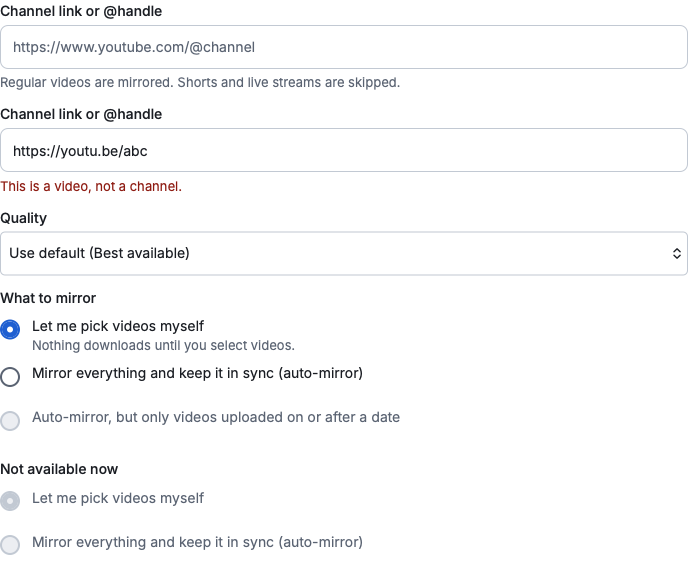 Channel link or @handle
https://www.youtube.com/@channel
Regular videos are mirrored. Shorts and live streams are skipped.
Channel link or @handle
https://youtu.be/abc
This is a video, not a channel.
Quality
Use default (Best available)
What to mirror
Let me pick videos myself
Nothing downloads until you select videos.
Mirror everything and keep it in sync (auto-mirror)
Auto-mirror, but only videos uploaded on or after a date
Not available now
Let me pick videos myself
Mirror everything and keep it in sync (auto-mirror)